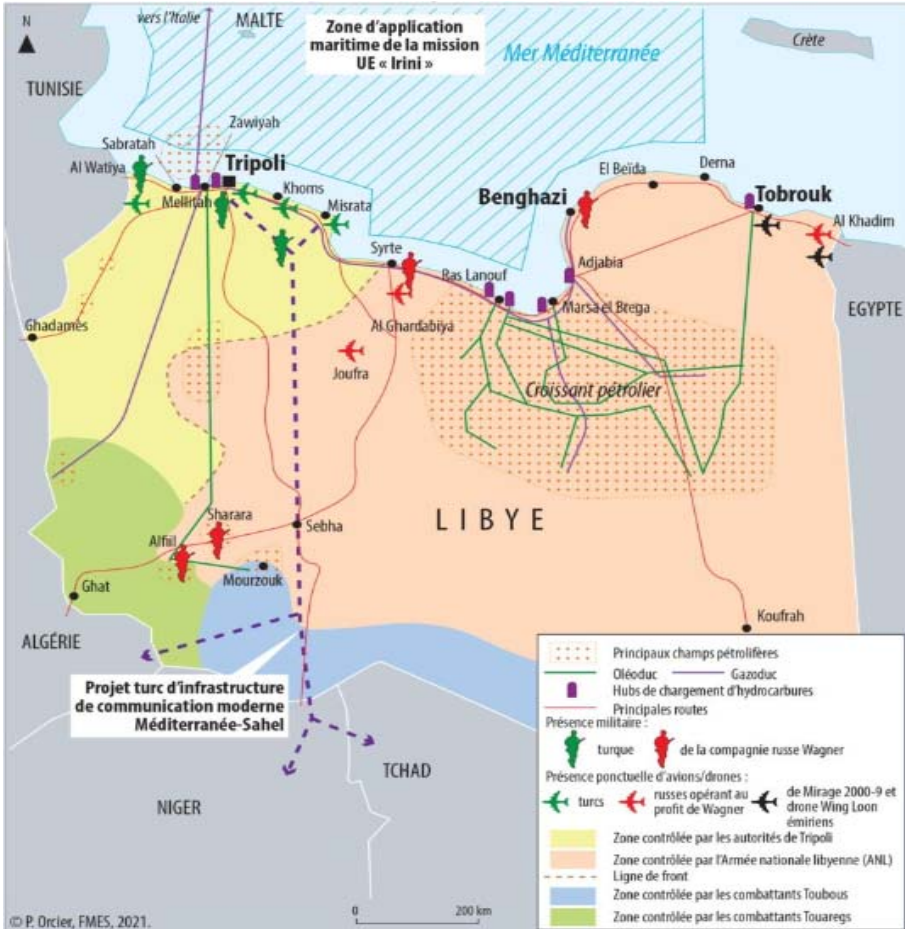 N
vers l'Italie
MALTE
Zone d'application
maritime de la mission
UE « Irini »
Mer Méditerranée
Crète
TUNISIE
Zawiyah
Sabratah
Al Watiya
Tripoli
Mellitah
Khoms
Misrata
Syrte
Benghazi
El Beïda
Derna
Tobrouk
Al Khadim
Ras Lanouf
Adjabia
Marsa el Brega
EGYPTE
Ghadamès
Al Ghardabiya
Joufra
Croissant pétrolier
LIBYE
Sharara
Sebha
Alfiil
Mourzouk
Ghat
Koufrah
ALGÉRIE
Projet turc d'infrastructure
de communication moderne
Méditerranée-Sahel
TCHAD
NIGER
Principaux champs pétrolifères
Oléoduc
Gazoduc
Hubs de chargement d'hydrocarbures
Principales routes
Présence militaire :
turque
de la compagnie russe Wagner
Présence ponctuelle d'avions/drones :
turcs
russes opérant au
profit de Wagner
de Mirage 2000-9 et
drone Wing Loon
émiriens
Zone contrôlée par les autorités de Tripoli
Zone contrôlée par l'Armée nationale libyenne (ANL)
Ligne de front
Zone contrôlée par les combattants Toubous
Zone contrôlée par les combattants Touaregs
0
200 km
© P. Orcier, FMES, 2021.